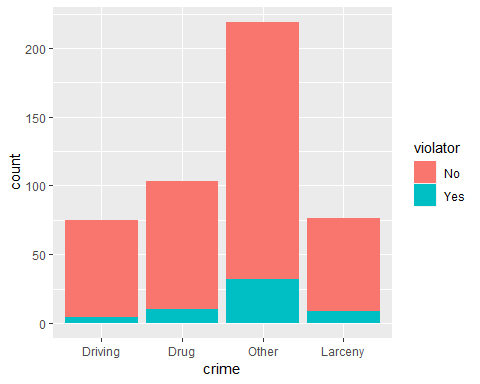 200
150
100
50
0
count
Driving Drug Other Larceny
crime
violator
No
Yes